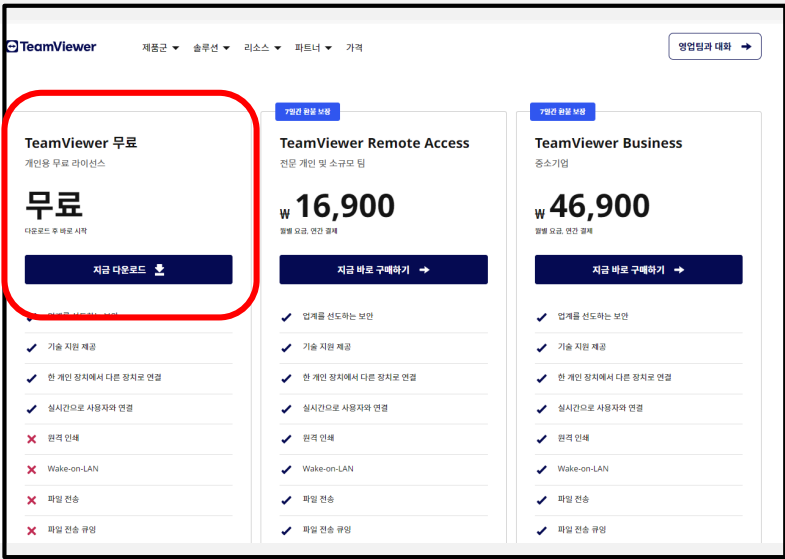 TeamViewer
제품군 솔루션 리소스 파트너 가격
영업팀과 대화
TeamViewer 무료
개인용 무료 라이선스
무료
다운로드 후 바로 시작
지금 다운로드
업계를 선도하는 보안
기술 지원 제공
한 개인 장치에서 다른 장치로 연결
실시간으로 사용자와 연결
원격 인쇄
Wake-on-LAN
파일 전송
파일 전송 큐잉
7일간 환불 보장
TeamViewer Remote Access
전문 개인 및 소규모 팀
₩ 16,900
월별 요금, 연간 결제
지금 바로 구매하기
업계를 선도하는 보안
기술 지원 제공
한 개인 장치에서 다른 장치로 연결
실시간으로 사용자와 연결
원격 인쇄
Wake-on-LAN
파일 전송
파일 전송 큐잉
7일간 환불 보장
TeamViewer Business
중소기업
₩ 46,900
월별 요금, 연간 결제
지금 바로 구매하기
업계를 선도하는 보안
기술 지원 제공
한 개인 장치에서 다른 장치로 연결
실시간으로 사용자와 연결
원격 인쇄
Wake-on-LAN
파일 전송
파일 전송 큐잉